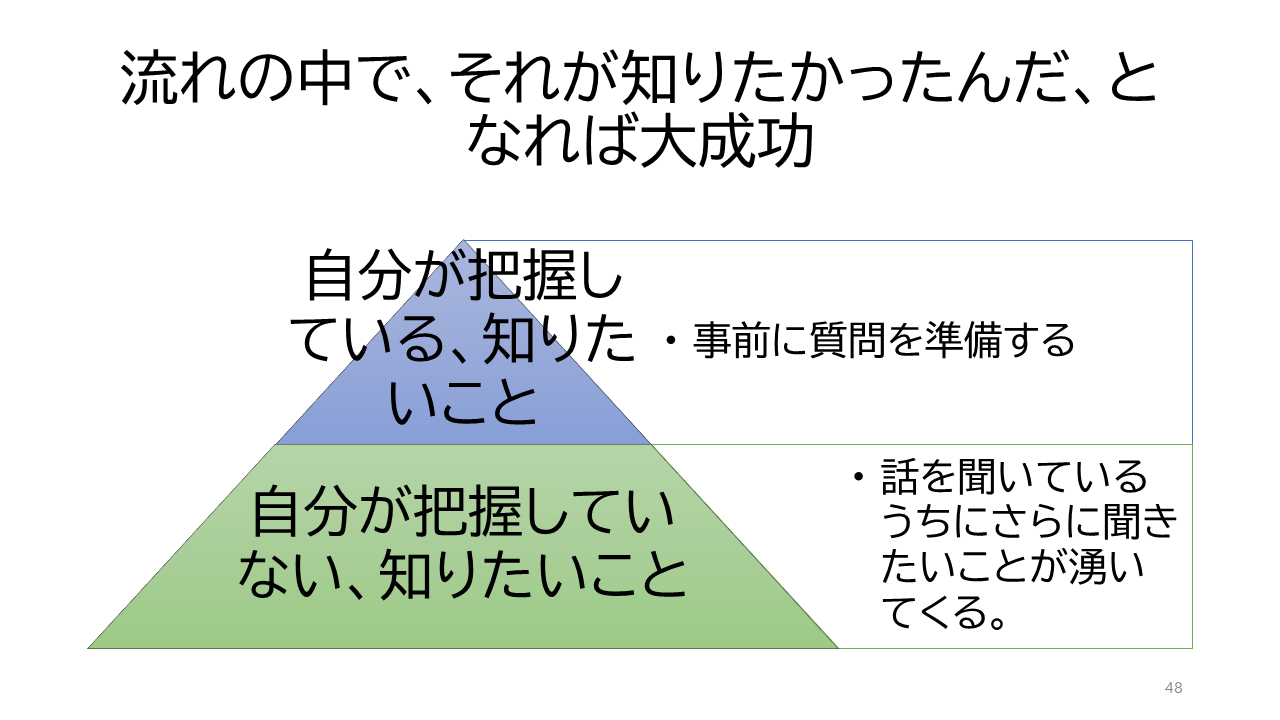 流れの中で、それが知りたかったんだ、と
なれば大成功
自分が把握し
ている、知りた
いこと
・事前に質問を準備する
自分が把握してい
ない、知りたいこと
・話を聞いている
うちにさらに聞き
たいことが湧い
てくる。
48